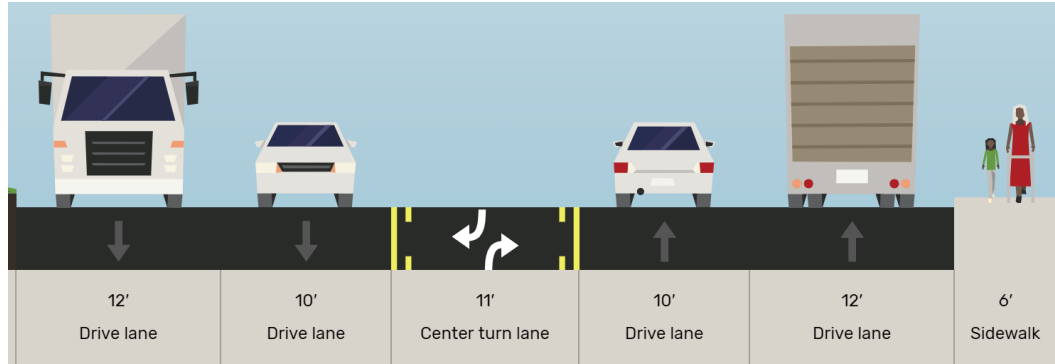 12′
Drive lane
10′
Drive lane
11′
Center turn lane
10′
Drive lane
12′
Drive lane
6′
Sidewalk